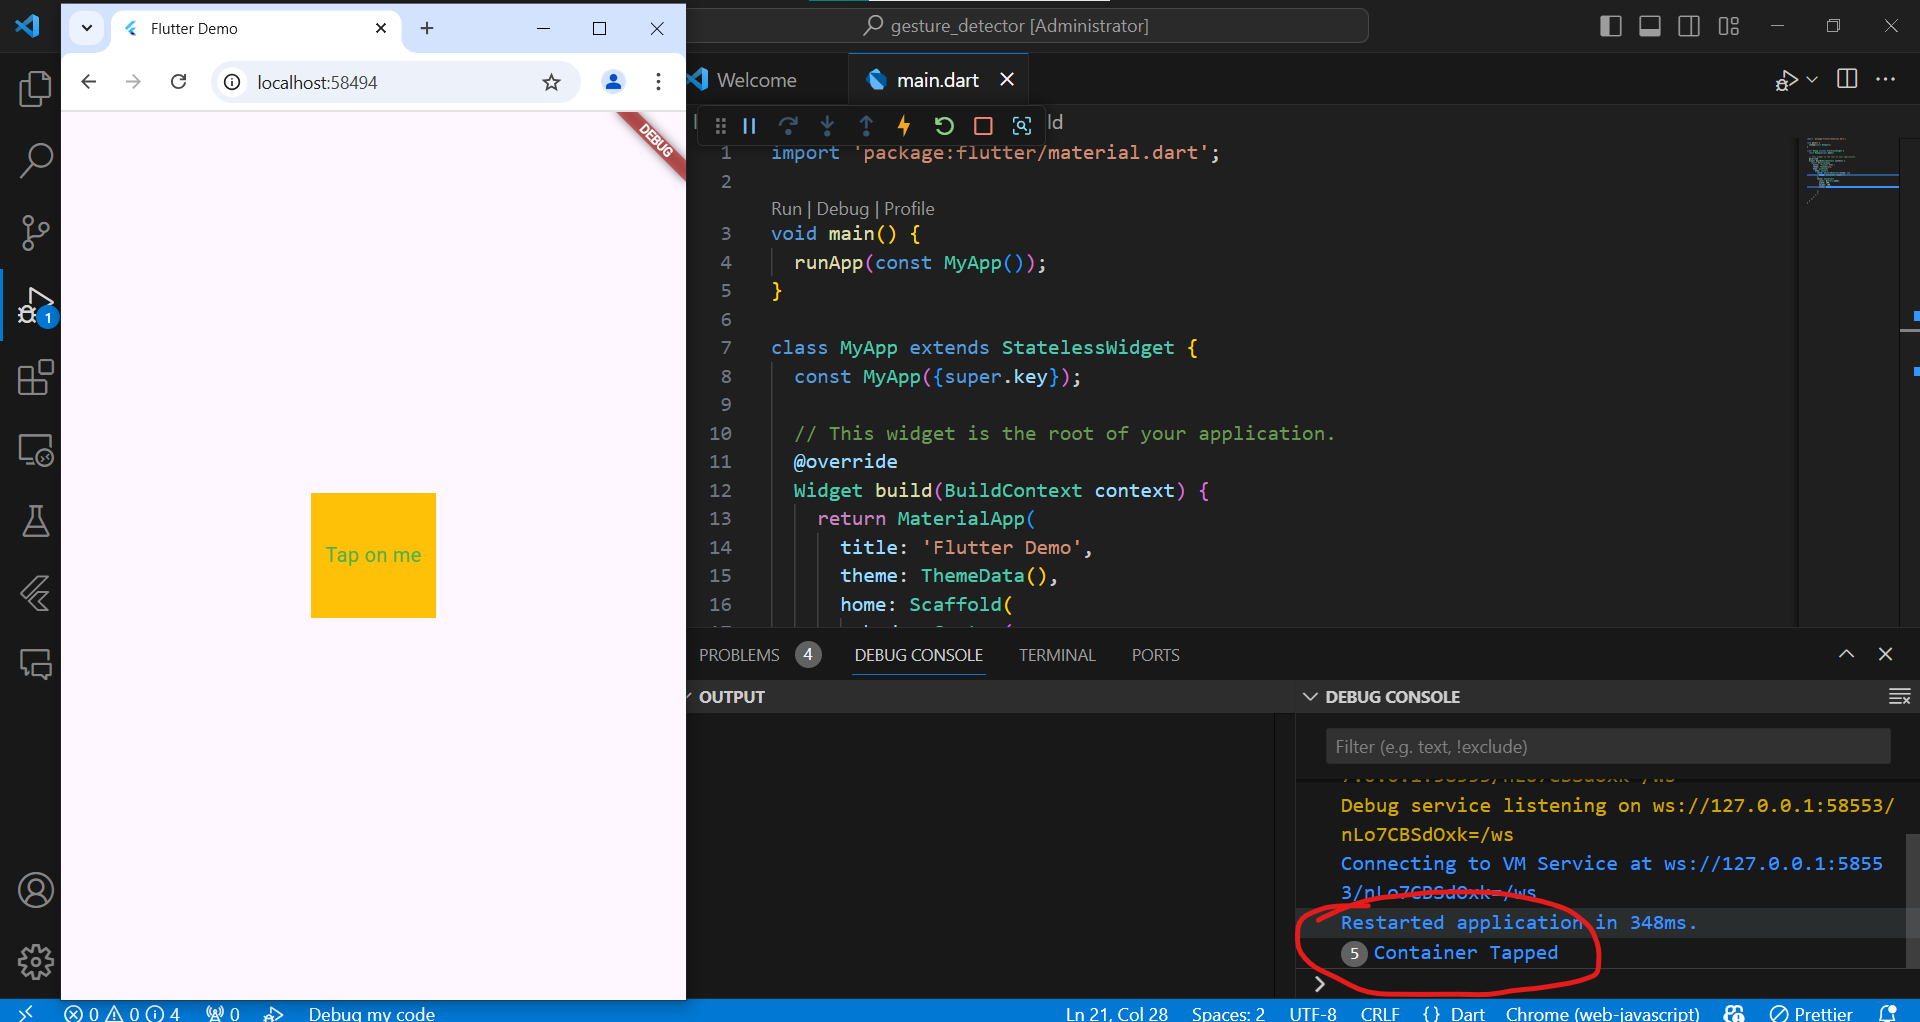 Flutter Demo
localhost:58494
DEBUG
Tap on me
gesture_detector [Administrator]
Welcome
main.dart
ld
1 import 'package:flutter/material.dart';
2
Run | Debug | Profile
3 void main() {
4 runApp(const MyApp());
5 }
6
7 class MyApp extends StatelessWidget {
8 const MyApp({super.key});
9
10 // This widget is the root of your application.
11 @override
12 Widget build(BuildContext context) {
13 return MaterialApp(
14 title: 'Flutter Demo',
15 theme: ThemeData(),
16 home: Scaffold(
PROBLEMS 4 DEBUG CONSOLE TERMINAL PORTS
OUTPUT
DEBUG CONSOLE
Filter (e.g. text, !exclude)
Debug service listening on ws://127.0.0.1:58553/
nLo7CBSdOxk=/ws
Connecting to VM Service at ws://127.0.0.1:5855
3/nLo7CBSdOxk=/ws
Restarted application in 348ms.
5 Container Tapped
1
0 0 4 0 Debug my code Ln 21, Col 28 Spaces: 2 UTF-8 CRLF {} Dart Chrome (web-javascript) Prettier